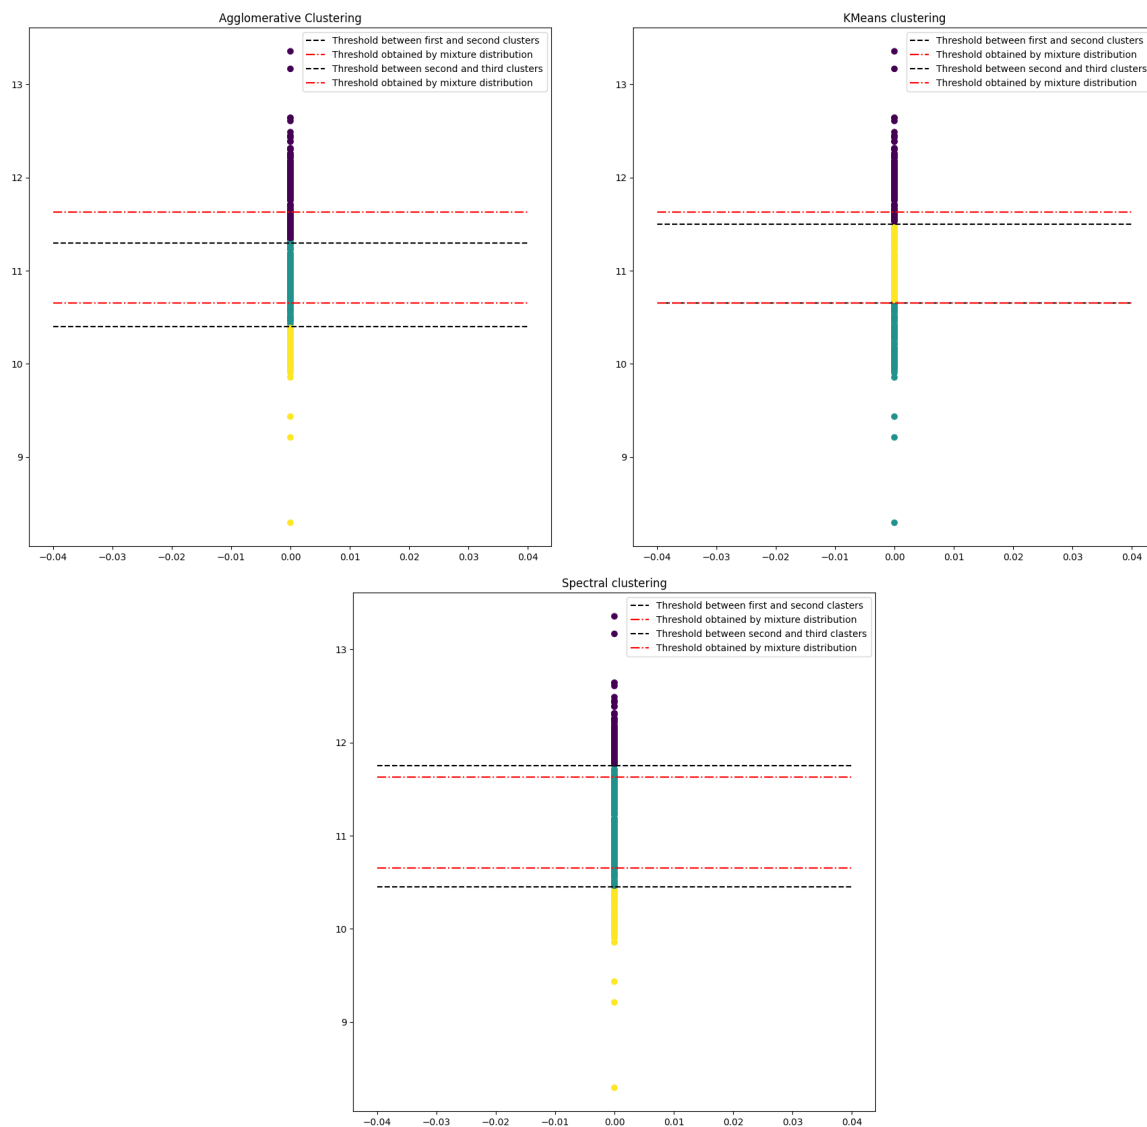 Agglomerative Clustering
Threshold between first and second clusters
Threshold obtained by mixture distribution
Threshold between second and third clusters
Threshold obtained by mixture distribution
13
12
11
10
9
−0.04
−0.03
−0.02
−0.01
0.00
0.01
0.02
0.03
0.04
KMeans clustering
Threshold between first and second clusters
Threshold obtained by mixture distribution
Threshold between second and third clusters
Threshold obtained by mixture distribution
13
12
11
10
9
−0.04
−0.03
−0.02
−0.01
0.00
0.01
0.02
0.03
0.04
Spectral clustering
Threshold between first and second clasters
Threshold obtained by mixture distribution
Threshold between second and third clasters
Threshold obtained by mixture distribution
13
12
11
10
9
−0.04
−0.03
−0.02
−0.01
0.00
0.01
0.02
0.03
0.04